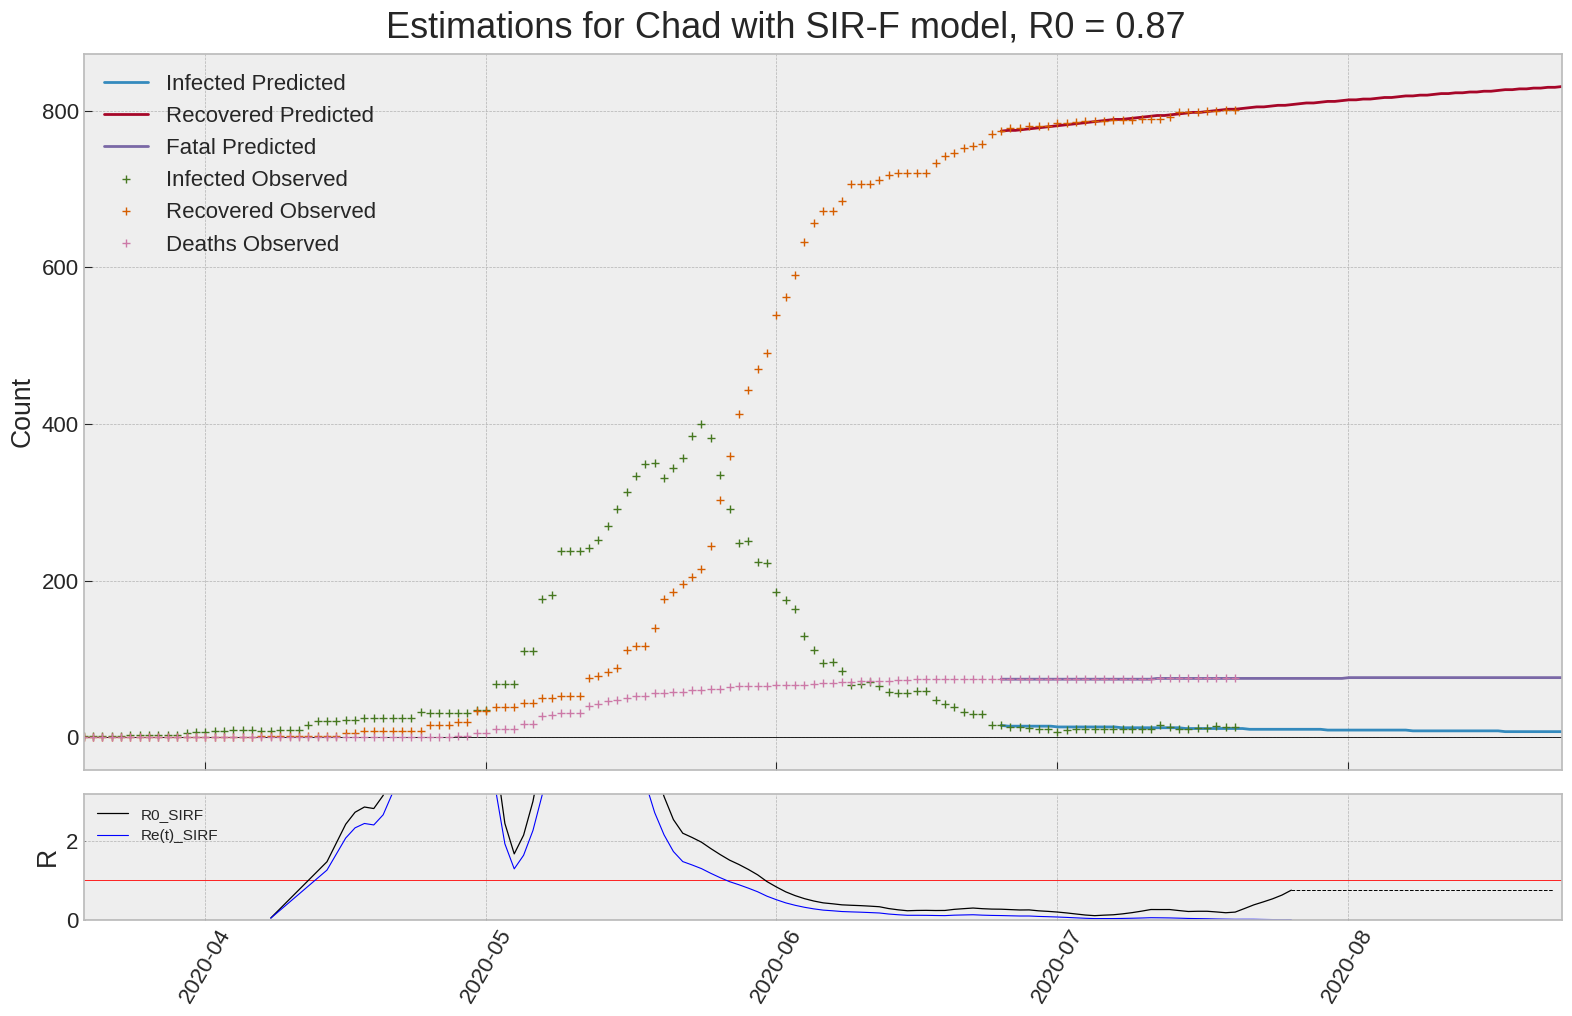 Estimations for Chad with SIR-F model, R0 = 0.87
Infected Predicted
Recovered Predicted
Fatal Predicted
Infected Observed
Recovered Observed
Deaths Observed
800
600
400
200
0
Count
R0_SIRF
Re(t)_SIRF
2
0
R
2020-04
2020-05
2020-06
2020-07
2020-08